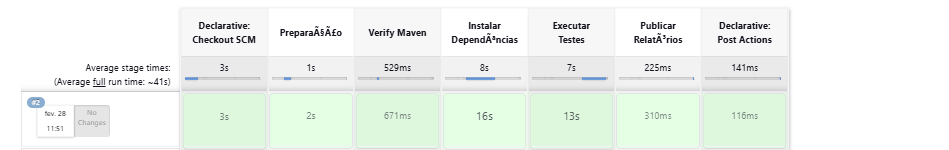 Declarative: Checkout SCM
PreparaÃ§Ã£o
Verify Maven
Instalar DependÃªncias
Executar Testes
Publicar RelatÃ³rios
Declarative: Post Actions
Average stage times:
(Average full run time: ~41s)
3s
1s
529ms
8s
7s
225ms
141ms
#2
fev. 28
11:51
No Changes
3s
2s
671ms
16s
13s
310ms
116ms